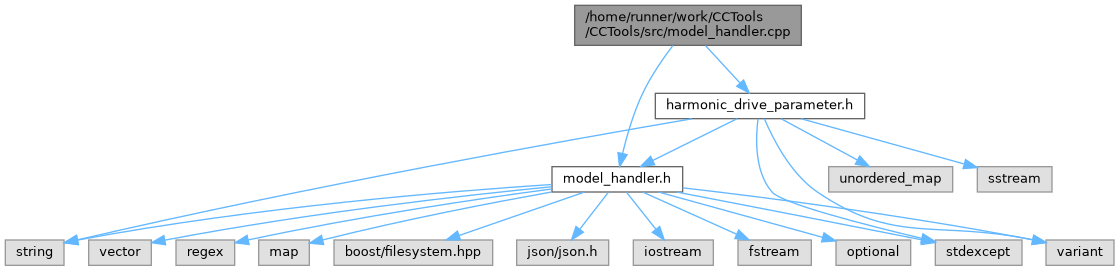 /home/runner/work/CCTools
/CCTools/src/model_handler.cpp
harmonic_drive_parameter.h
model_handler.h
unordered_map
sstream
string
vector
regex
map
boost/filesystem.hpp
json/json.h
iostream
fstream
optional
stdexcept
variant